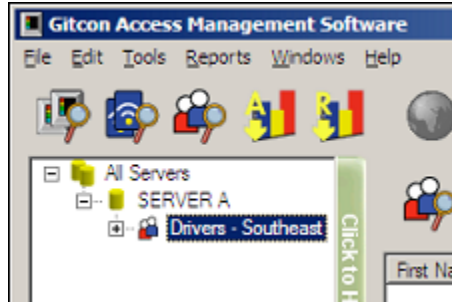 Gitcon Access Management Software
File Edit Tools Reports Windows Help
A R
All Servers
SERVER A
Drivers - Southeast
Click to H
First Na